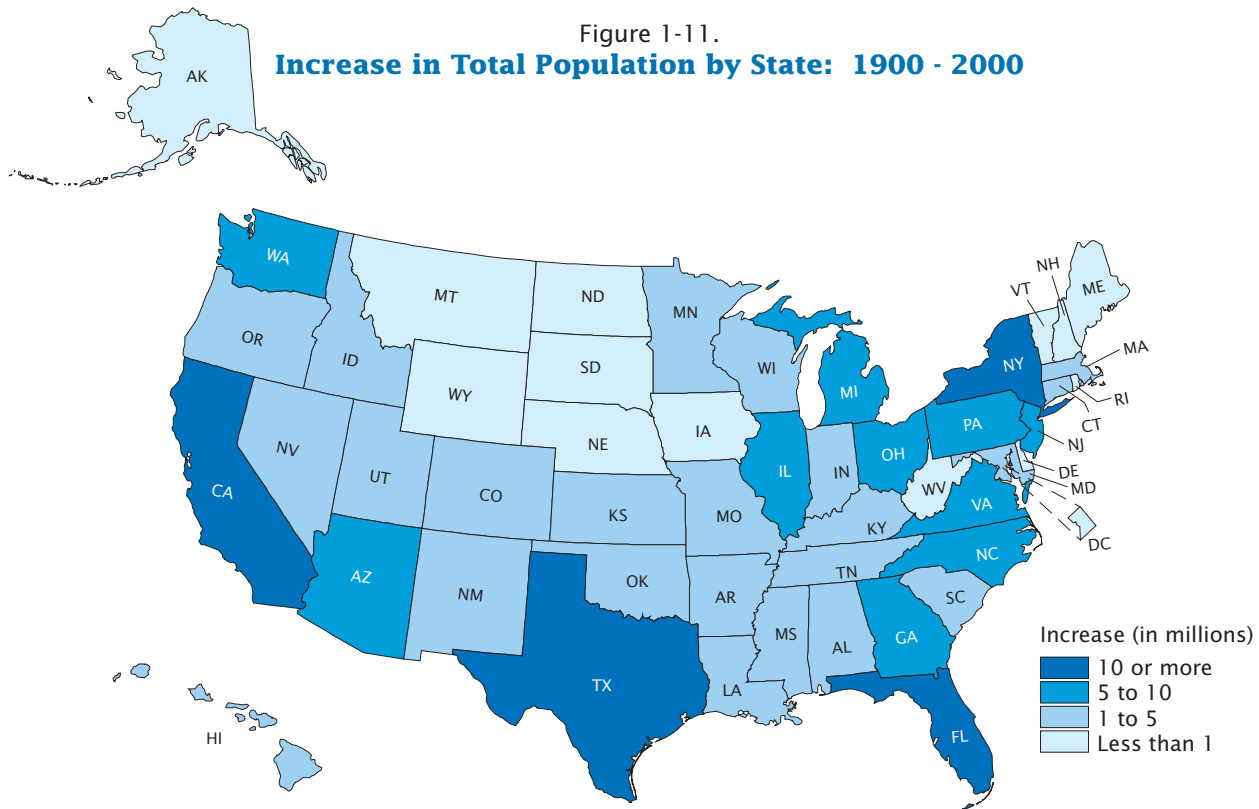 Figure 1-11.
Increase in Total Population by State: 1900 - 2000
AK
WA
MT
ND
MN
NH
VT
ME
OR
ID
SD
WI
MI
NY
MA
WY
RI
CT
NE
IA
PA
NJ
NV
UT
CO
IL
IN
OH
DE
MD
CA
KS
MO
WV
VA
KY
DC
AZ
NM
OK
AR
TN
NC
SC
MS
AL
GA
TX
LA
FL
HI
Increase (in millions)
10 or more
5 to 10
1 to 5
Less than 1